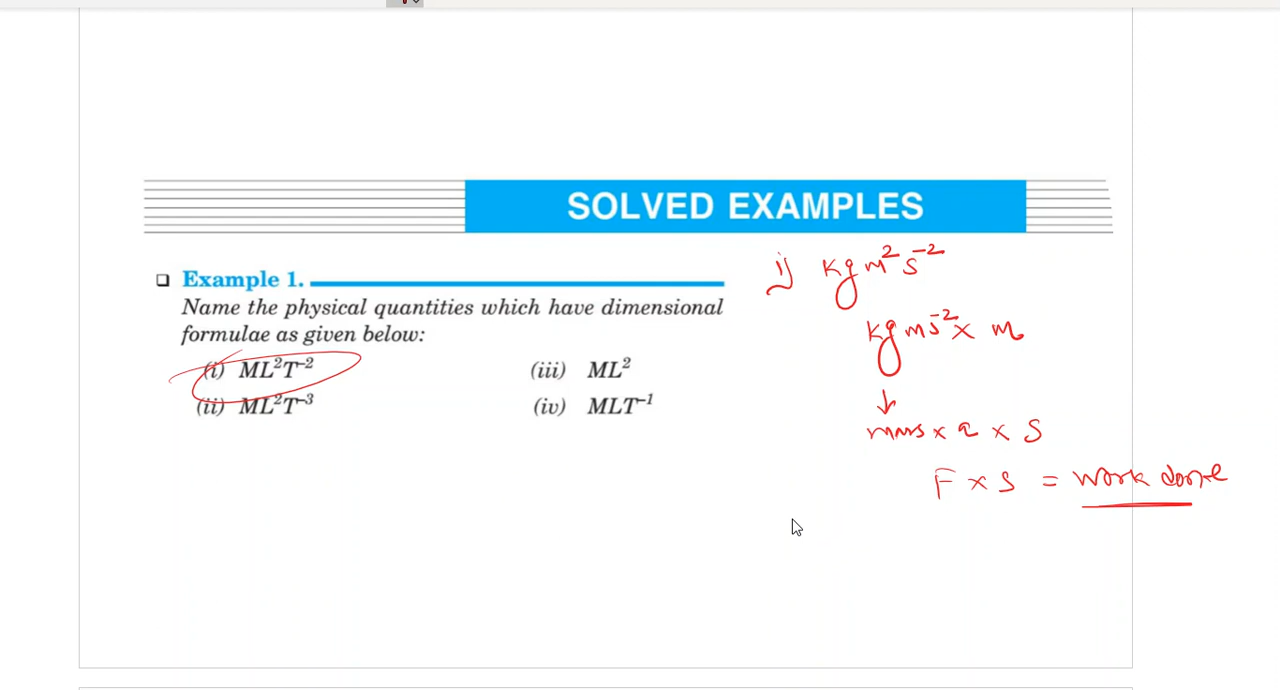 SOLVED EXAMPLES
❑ Example 1.
Name the physical quantities which have dimensional
formulae as given below:
(i) ML²T⁻² (iii) ML²
(ii) ML²T⁻³ (iv) MLT⁻¹
i) kg m² s⁻²
kg m s⁻² × m
↓
mass × a × S
F × S = work done